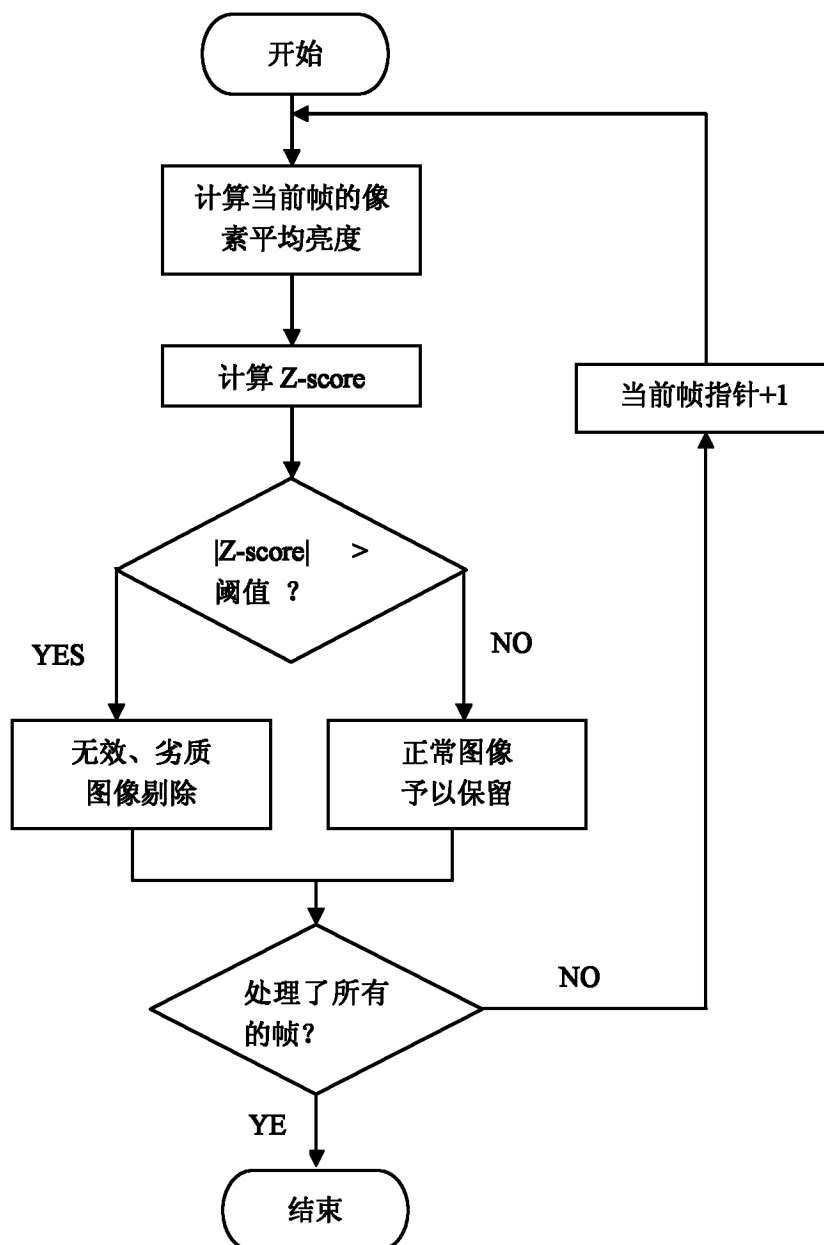 开始
计算当前帧的像
素平均亮度
计算 Z-score
当前帧指针+1
|Z-score| >
阈值 ？
YES
NO
无效、劣质
图像剔除
正常图像
予以保留
处理了所有
的帧?
NO
YE
结束